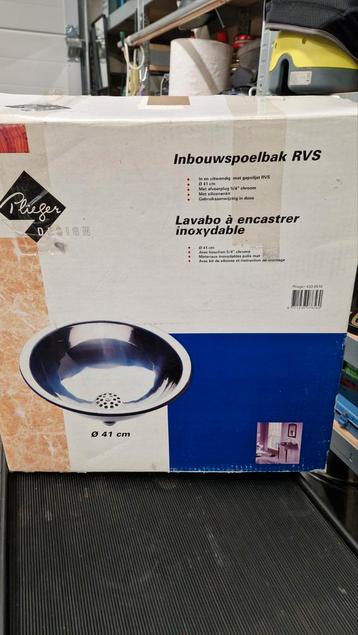 Inbouwspoelbak RVS
In en uitwendig mat gepolijst RVS
Ø 41 cm
Met afvoerplug 5/4" chroom
Met siliconenkit
Gebruiksaanwijzing in doos
Plieger
DESIGN
Lavabo à encastrer
inoxydable
Ø 41 cm
Avec bouchon 5/4" chrome
Materiaux inoxydables polis mat
Avec kit de silicone et instruction de montage
Ø 41 cm